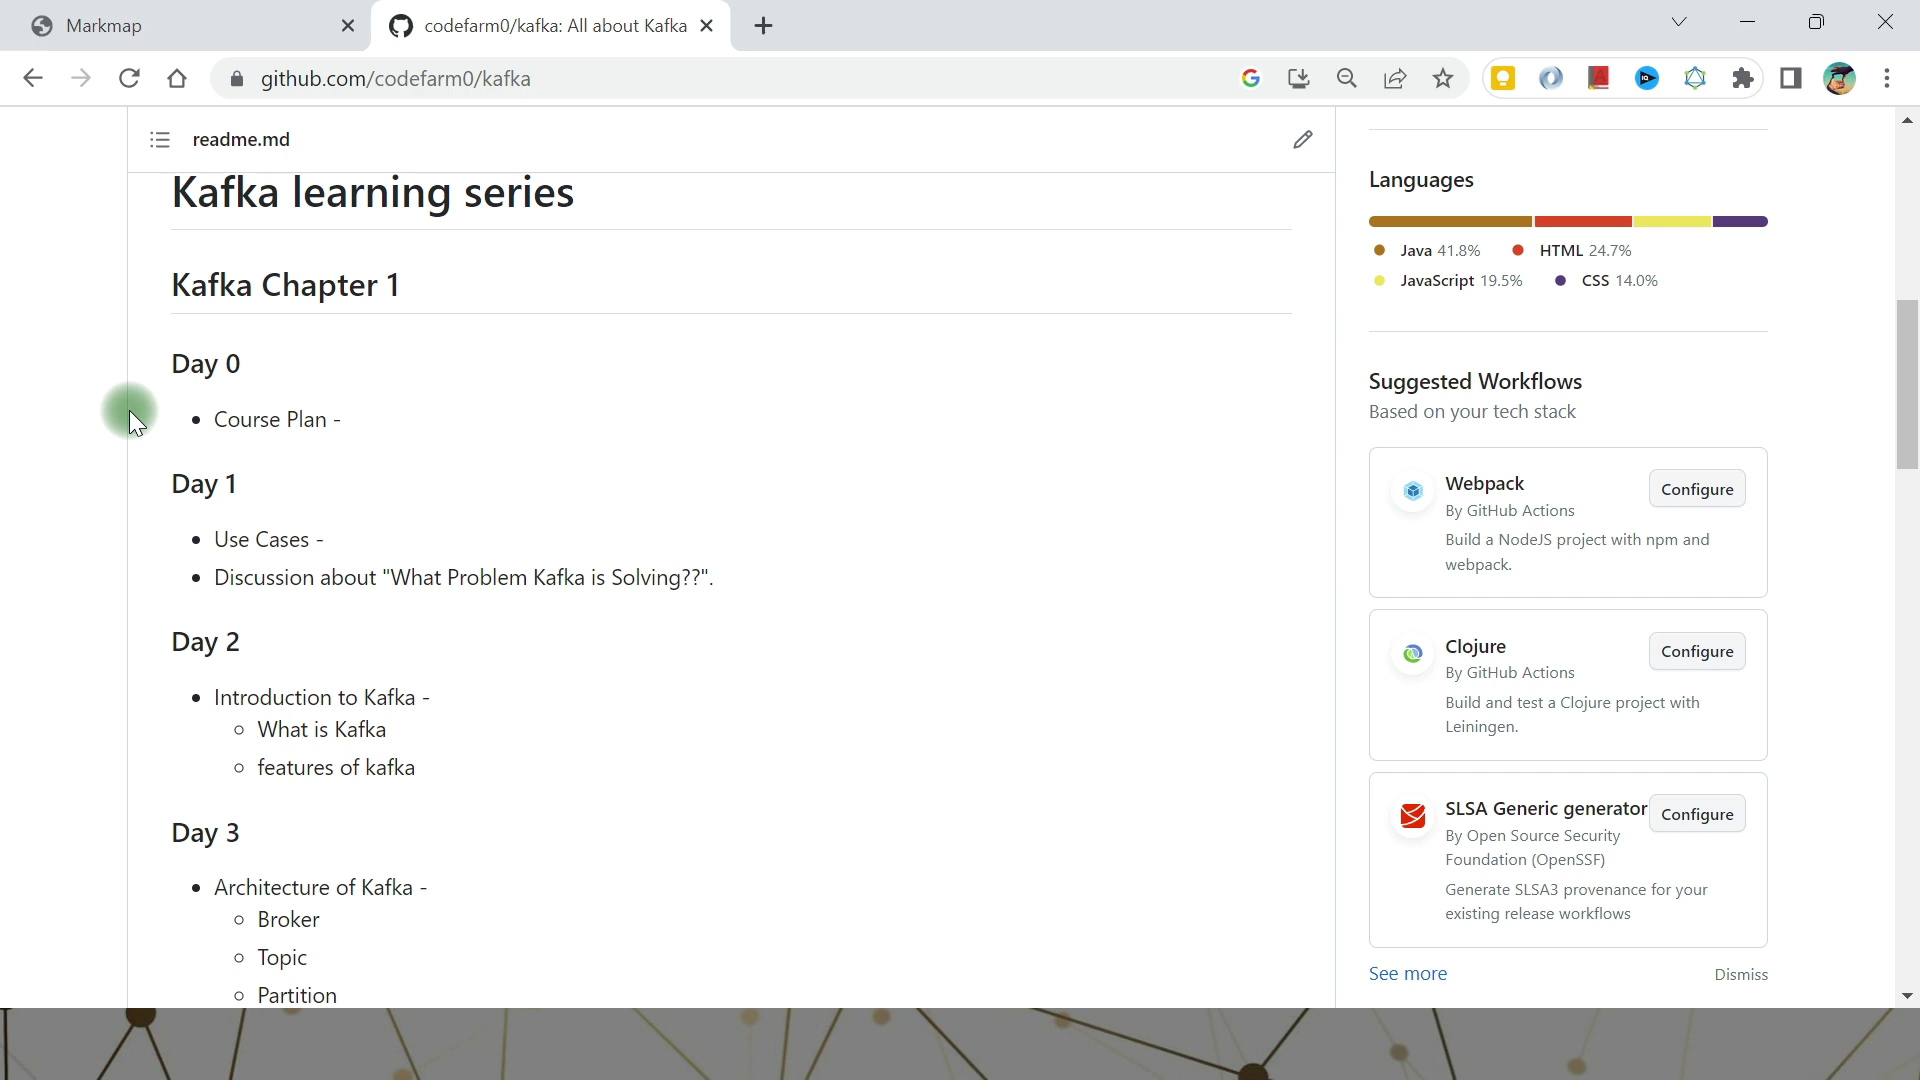 Markmap
codefarm0/kafka: All about Kafka
github.com/codefarm0/kafka
readme.md
Kafka learning series
Kafka Chapter 1
Day 0
Course Plan -
Day 1
Use Cases -
Discussion about "What Problem Kafka is Solving??".
Day 2
Introduction to Kafka -
What is Kafka
features of kafka
Day 3
Architecture of Kafka -
Broker
Topic
Partition
Languages
Java 41.8% HTML 24.7%
JavaScript 19.5% CSS 14.0%
Suggested Workflows
Based on your tech stack
Webpack
Configure
By GitHub Actions
Build a NodeJS project with npm and
webpack.
Clojure
Configure
By GitHub Actions
Build and test a Clojure project with
Leiningen.
SLSA Generic generator
Configure
By Open Source Security
Foundation (OpenSSF)
Generate SLSA3 provenance for your
existing release workflows
See more
Dismiss